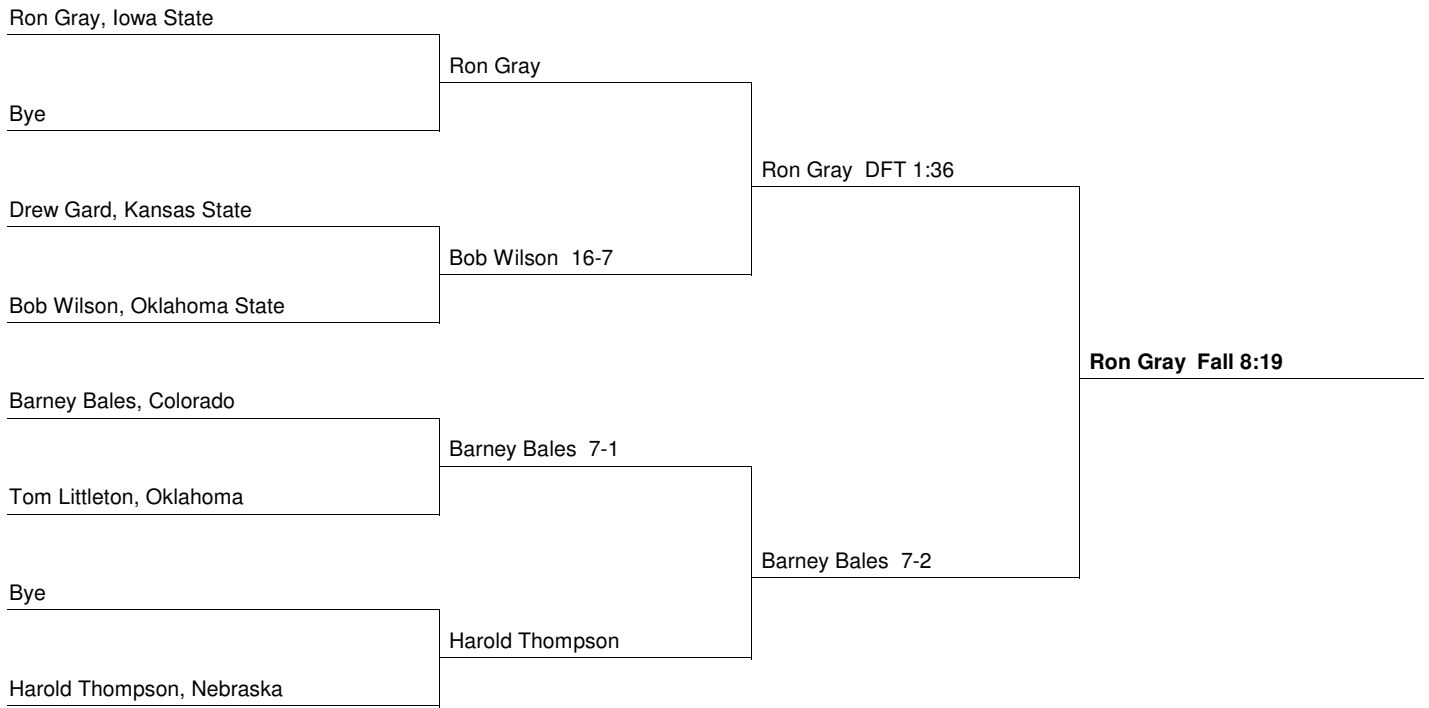 Ron Gray, Iowa State
Ron Gray
Bye
Ron Gray  DFT 1:36
Drew Gard, Kansas State
Bob Wilson  16-7
Bob Wilson, Oklahoma State
Ron Gray  Fall 8:19
Barney Bales, Colorado
Barney Bales  7-1
Tom Littleton, Oklahoma
Barney Bales  7-2
Bye
Harold Thompson
Harold Thompson, Nebraska